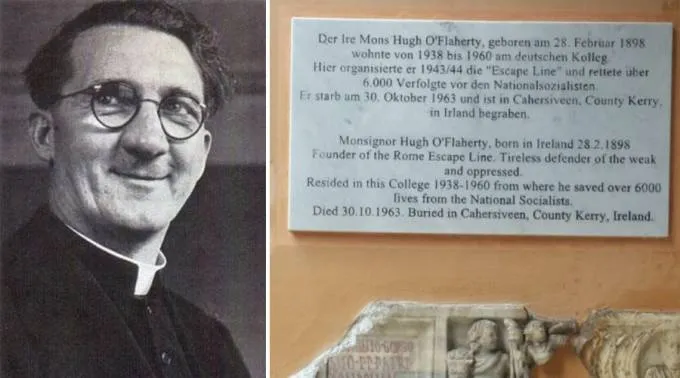 Der Ire Mons Hugh O'Flaherty, geboren am 28. Februar 1898
wohnte von 1938 bis 1960 am deutschen Kolleg.
Hier organisierte er 1943/44 die "Escape Line" und rettete über
6.000 Verfolgte vor den Nationalsozialisten.
Er starb am 30. Oktober 1963 und ist in Cahersiveen, County Kerry,
in Irland begraben.
Monsignor Hugh O'Flaherty, born in Ireland 28.2.1898
Founder of the Rome Escape Line. Tireless defender of the weak
and oppressed.
Resided in this College 1938-1960 from where he saved over 6000
lives from the National Socialists.
Died 30.10.1963. Buried in Cahersiveen, County Kerry, Ireland.